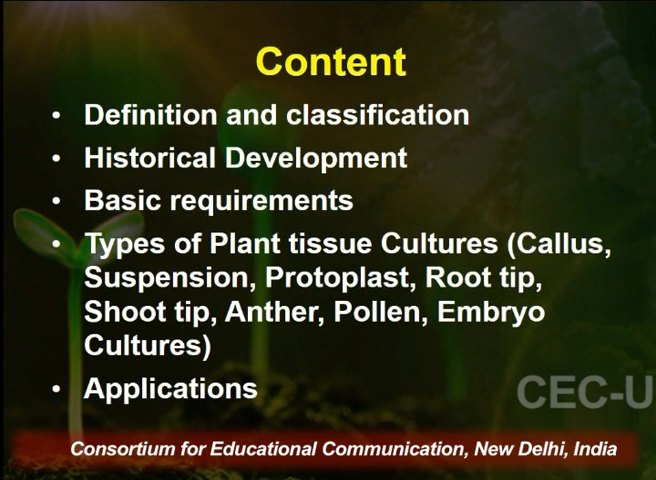 Content
• Definition and classification
• Historical Development
• Basic requirements
• Types of Plant tissue Cultures (Callus,
Suspension, Protoplast, Root tip,
Shoot tip, Anther, Pollen, Embryo
Cultures)
• Applications
CEC-U
Consortium for Educational Communication, New Delhi, India